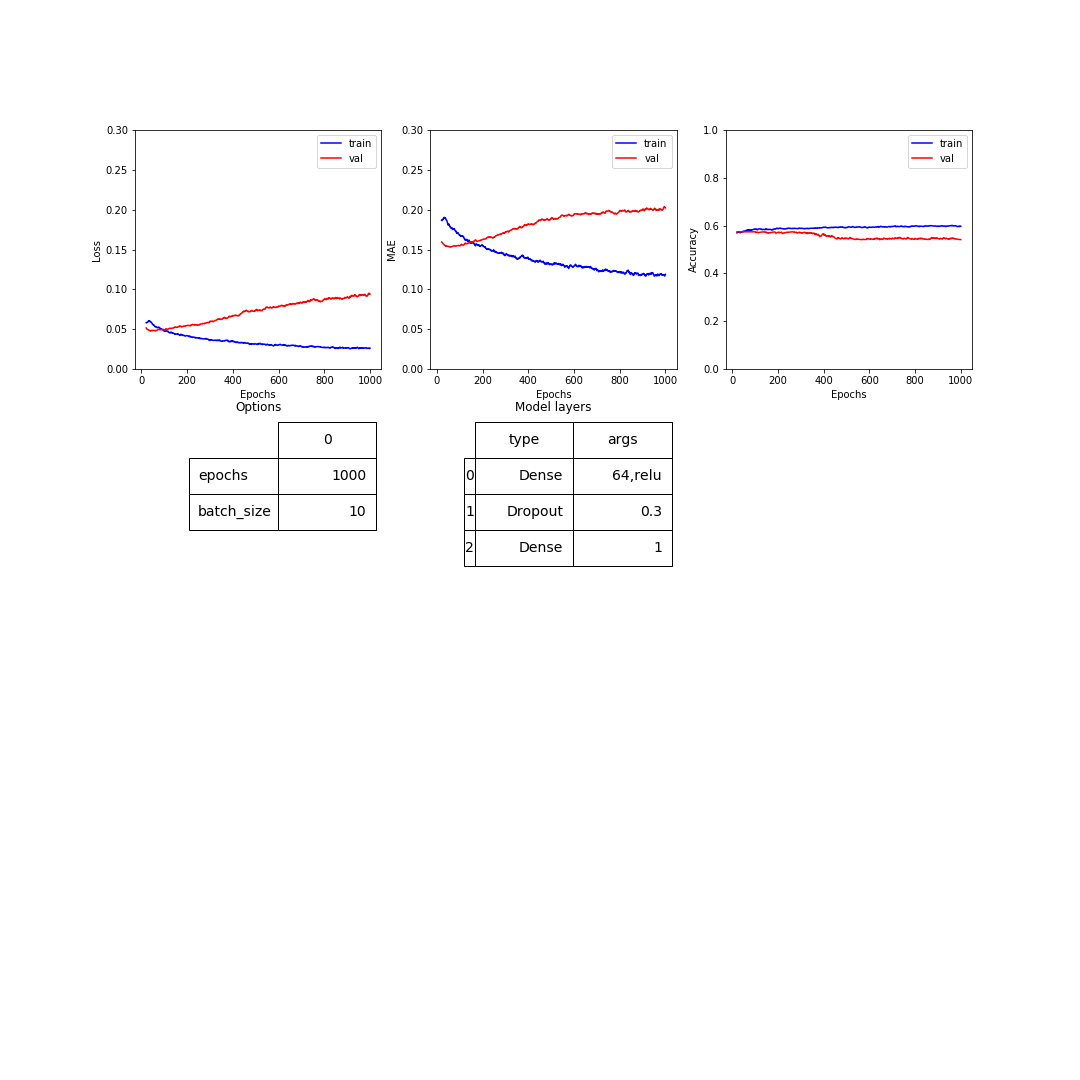 0.30
0.25
0.20
0.15
0.10
0.05
0.00
Loss
train
val
0 200 400 600 800 1000
Epochs
0.30
0.25
0.20
0.15
0.10
0.05
0.00
MAE
train
val
0 200 400 600 800 1000
Epochs
1.0
0.8
0.6
0.4
0.2
0.0
Accuracy
train
val
0 200 400 600 800 1000
Epochs
Options
0
epochs 1000
batch_size 10
Model layers
type args
0 Dense 64,relu
1 Dropout 0.3
2 Dense 1